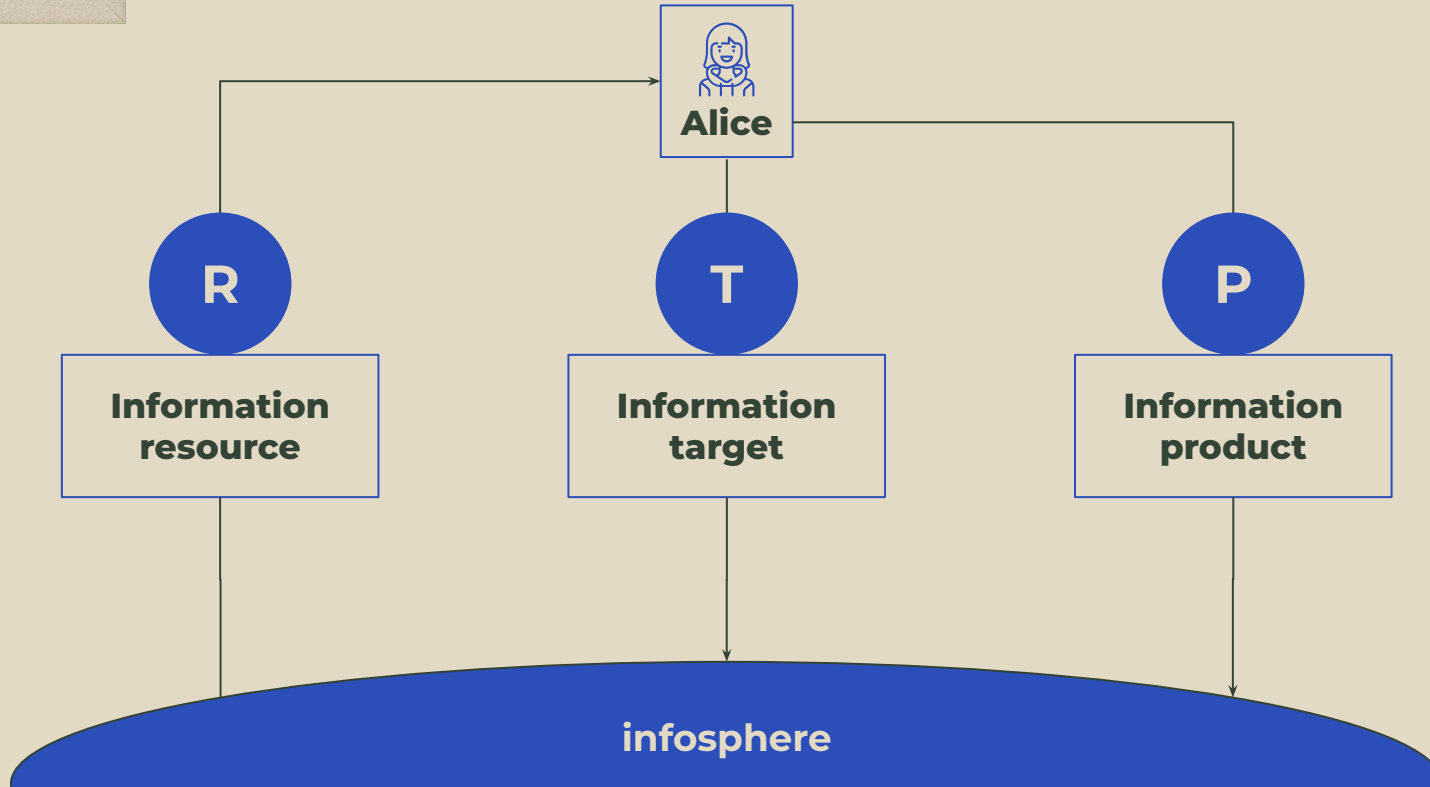 Alice
R
T
P
Information
resource
Information
target
Information
product
infosphere